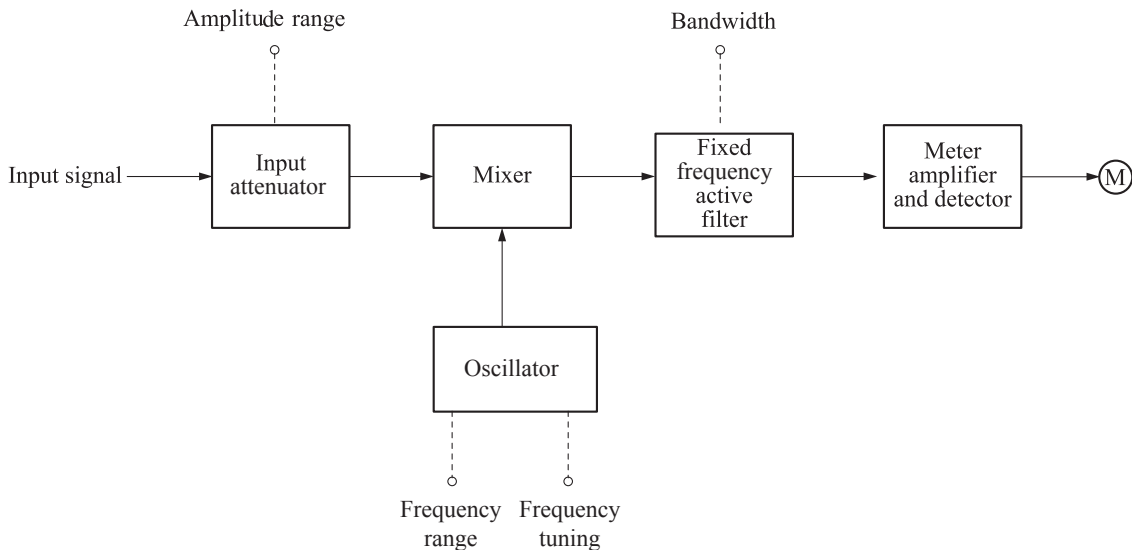 Amplitude range
Bandwidth
Input signal
Input
attenuator
Mixer
Fixed
frequency
active
filter
Meter
amplifier
and detector
M
Oscillator
Frequency
range
Frequency
tuning